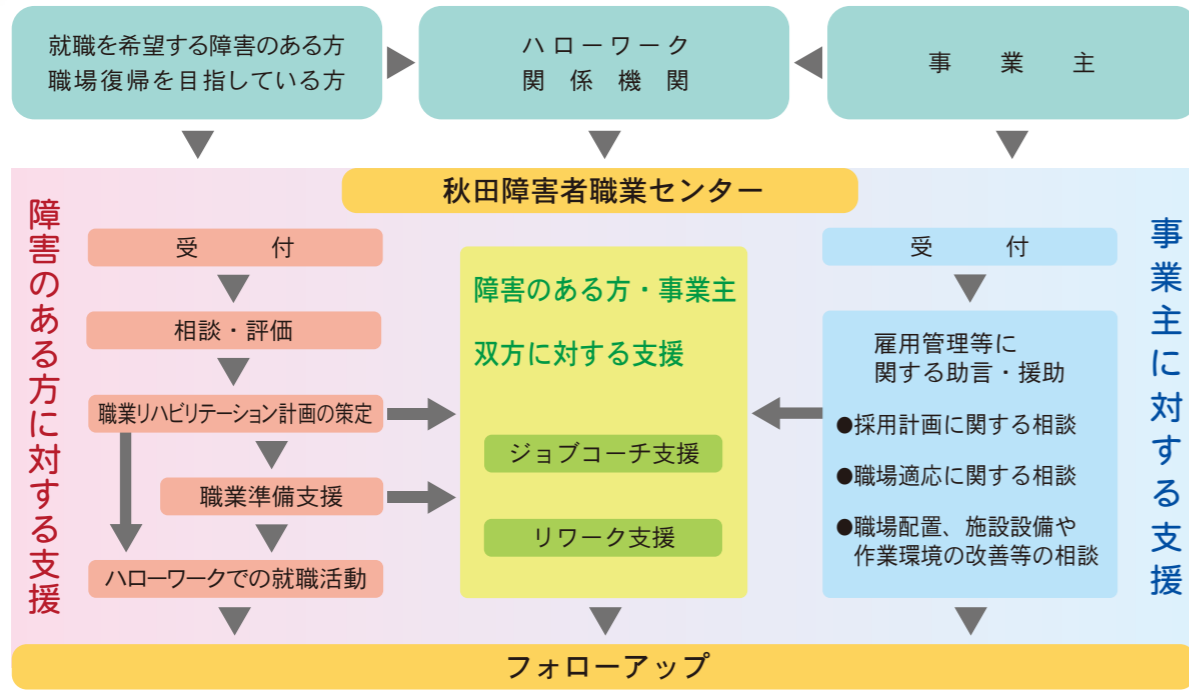 就職を希望する障害のある方
職場復帰を目指している方
ハローワーク
関係機関
事業主
秋田障害者職業センター
障害のある方に対する支援
受付
相談・評価
職業リハビリテーション計画の策定
職業準備支援
ハローワークでの就職活動
障害のある方・事業主
双方に対する支援
ジョブコーチ支援
リワーク支援
受付
雇用管理等に
関する助言・援助
●採用計画に関する相談
●職場適応に関する相談
●職場配置、施設設備や
作業環境の改善等の相談
事業主に対する支援
フォローアップ